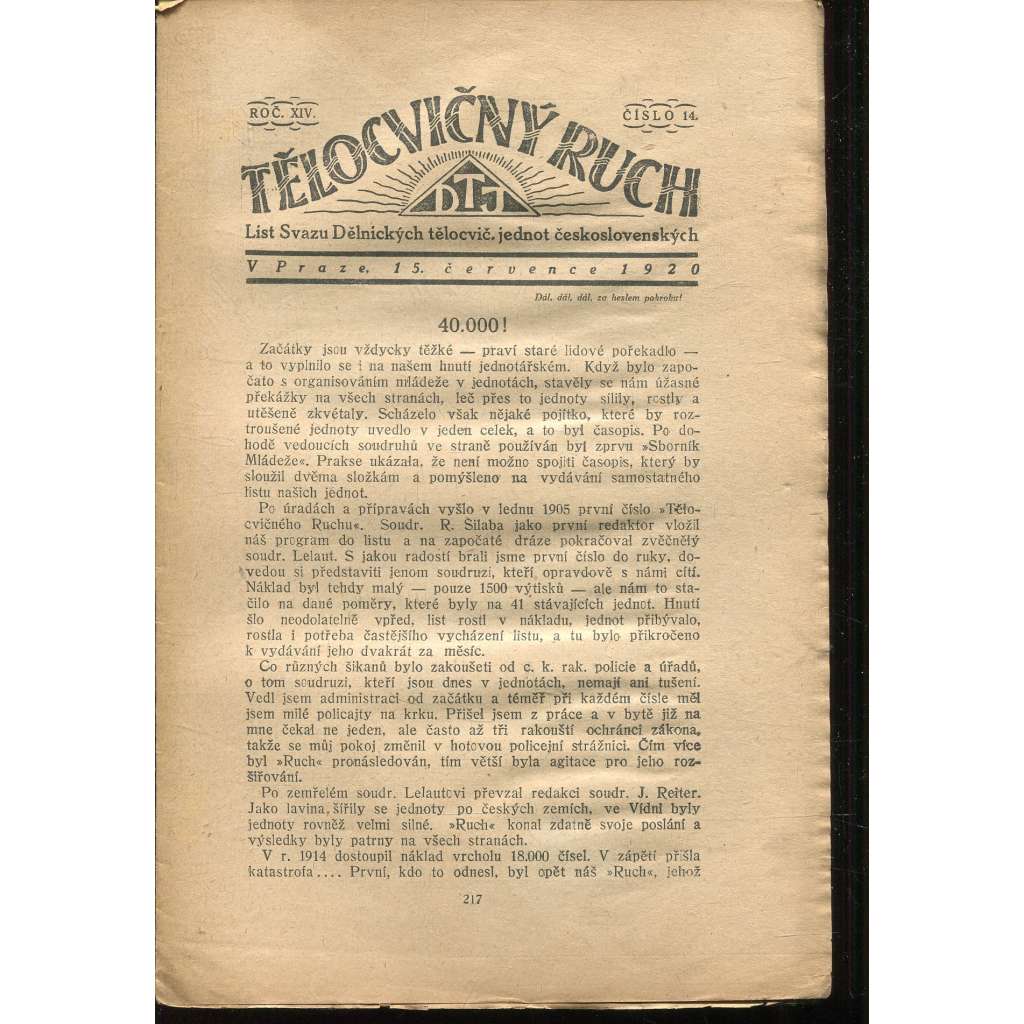 ROČ. XIV.
ČÍSLO 14.
TĚLOCVIČNÝ RUCH
DTJ
List Svazu Dělnických tělocvič. jednot československých
V Praze, 15. července 1920
Dál, dál, dál, za heslem pokroku!
40.000!
Začátky jsou vždycky těžké — praví staré lidové pořekadlo —
a to vyplnilo se i na našem hnutí jednotářském. Když bylo zapo-
čato s organisováním mládeže v jednotách, stavěly se nám úžasné
překážky na všech stranách, leč přes to jednoty sílily, rostly a
utěšeně zkvétaly. Scházelo však nějaké pojítko, které by roz-
troušené jednoty uvedlo v jeden celek, a to byl časopis. Po do-
hodě vedoucích soudruhů ve straně používán byl zprvu »Sborník
Mládeže«. Prakse ukázala, že není možno spojiti časopis, který by
sloužil dvěma složkám a pomýšleno na vydávání samostatného
listu našich jednot.
Po úradách a přípravách vyšlo v lednu 1905 první číslo »Tělo-
cvičného Ruchu«. Soudr. R. Silaba jako první redaktor vložil
náš program do listu a na započaté dráze pokračoval zvěčnělý
soudr. Lelaut. S jakou radostí brali jsme první číslo do ruky, do-
vedou si představiti jenom soudruzi, kteří opravdově s námi cítí.
Náklad byl tehdy malý — pouze 1500 výtisků — ale nám to sta-
čilo na dané poměry, které byly na 41 stávajících jednot. Hnutí
šlo neodolatelně vpřed, list rostl v nákladu, jednot přibývalo,
rostla i potřeba častějšího vycházení listu, a tu bylo přikročeno
k vydávání jeho dvakrát za měsíc.
Co různých šikanů bylo zakoušeti od c. k. rak. policie a úřadů,
o tom soudruzi, kteří jsou dnes v jednotách, nemají ani tušení.
Vedl jsem administraci od začátku a téměř při každém čísle měl
jsem milé policajty na krku. Přišel jsem z práce a v bytě již na
mne čekal ne jeden, ale často až tři rakouští ochránci zákona,
takže se můj pokoj změnil v hotovou policejní strážnici. Čím více
byl »Ruch« pronásledován, tím větší byla agitace pro jeho roz-
šiřování.
Po zemřelém soudr. Lelautovi převzal redakci soudr. J. Reiter.
Jako lavina, šířily se jednoty po českých zemích, ve Vídni byly
jednoty rovněž velmi silné. »Ruch« konal zdatně svoje poslání a
výsledky byly patrny na všech stranách.
V r. 1914 dostoupil náklad vrcholu 18.000 čísel. V zápětí přišla
katastrofa.... První, kdo to odnesl, byl opět náš »Ruch«, jehož
217